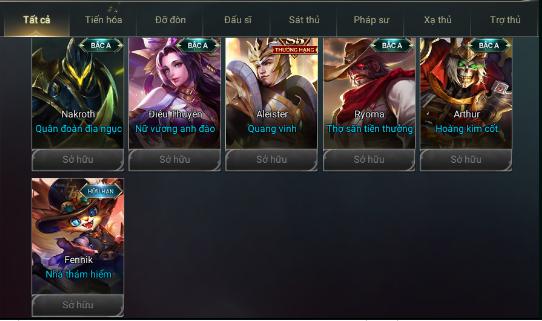 Tất cả Tiến hóa Đỡ đòn Đấu sĩ Sát thủ Pháp sư Xạ thủ Trợ thủ
BẬC A BẬC A THƯỞNG HẠNG BẬC A BẬC A
Nakroth Điêu Thuyền Aleister Ryoma Arthur
Quân đoàn địa ngục Nữ vương anh đào Quang vinh Thợ săn tiền thưởng Hoàng kim cốt
Sở hữu Sở hữu Sở hữu Sở hữu Sở hữu
HỮU HẠN
Fennik
Nhà thám hiểm
Sở hữu